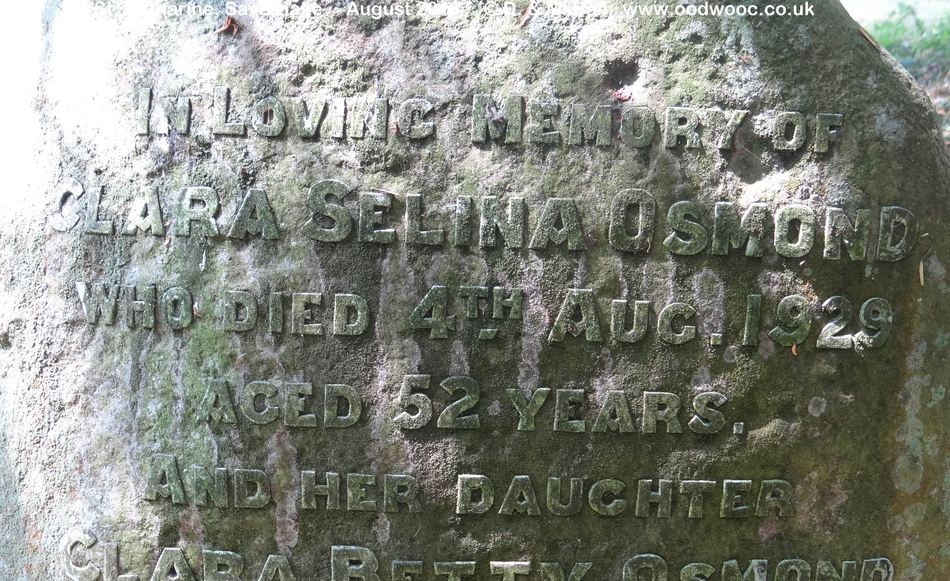 August
www.oodwooc.co.uk
IN LOVING MEMORY OF
CLARA SELINA OSMOND
WHO DIED 4TH AUG. 1929
AGED 52 YEARS.
AND HER DAUGHTER
CLARA BETTY OSMOND